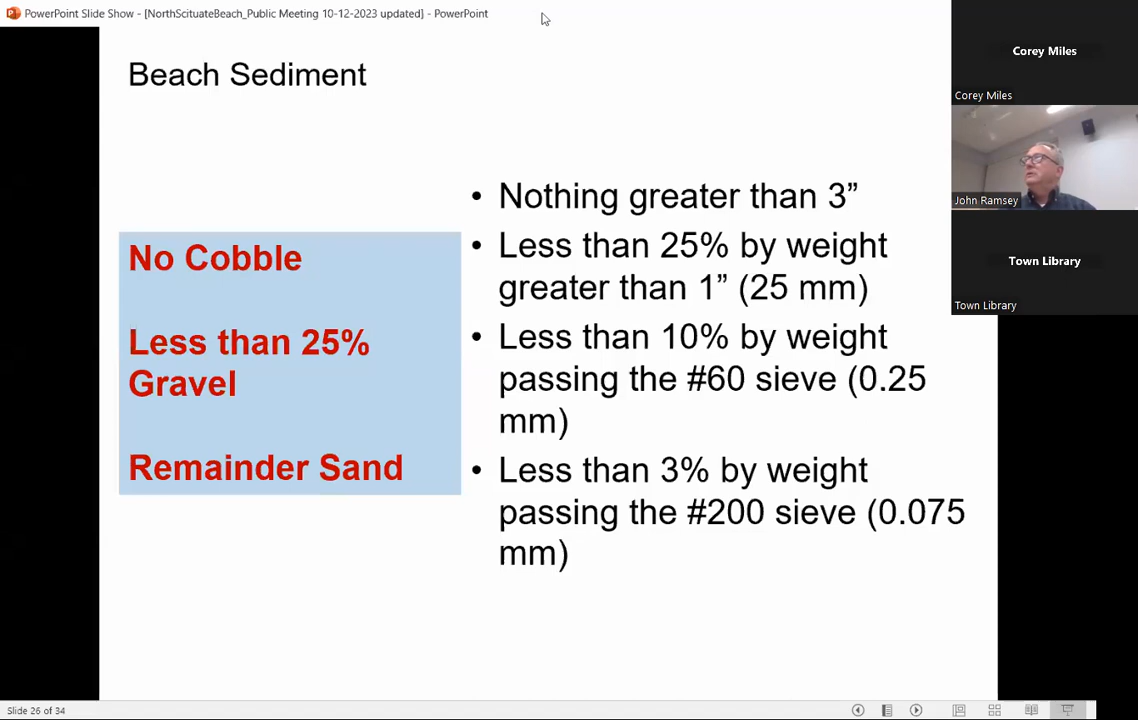 PowerPoint Slide Show - [NorthScituateBeach_Public Meeting 10-12-2023 updated] - PowerPoint
Beach Sediment
No Cobble
Less than 25%
Gravel
Remainder Sand
• Nothing greater than 3”
• Less than 25% by weight
greater than 1” (25 mm)
• Less than 10% by weight
passing the #60 sieve (0.25
mm)
• Less than 3% by weight
passing the #200 sieve (0.075
mm)
Corey Miles
Corey Miles
John Ramsey
Town Library
Town Library
Slide 26 of 34